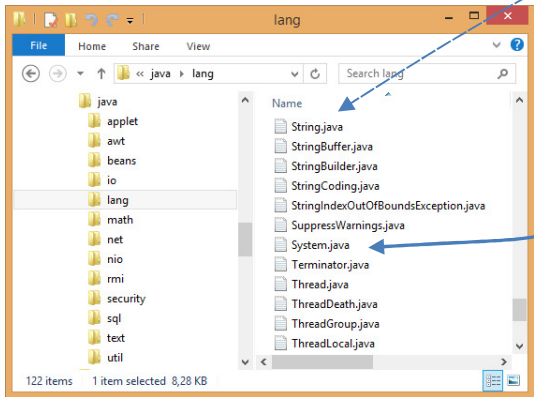 lang
File Home Share View
« java lang
Search lang
java
applet
awt
beans
io
lang
math
net
nio
rmi
security
sql
text
util
Name
String.java
StringBuffer.java
StringBuilder.java
StringCoding.java
StringIndexOutOfBoundsException.java
SuppressWarnings.java
System.java
Terminator.java
Thread.java
ThreadDeath.java
ThreadGroup.java
ThreadLocal.java
122 items 1 item selected 8,28 KB